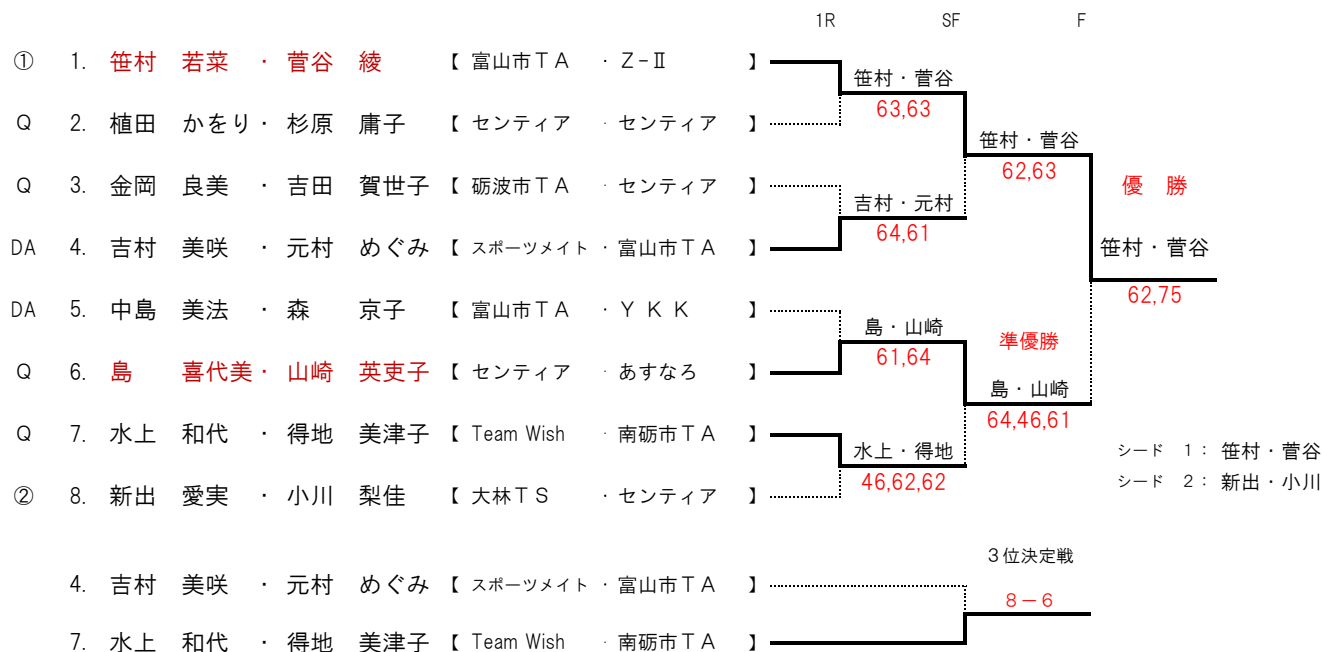 1R SF F
① 1. 笹村 若菜 ・ 菅谷 綾 【 富山市ＴＡ ・ Ｚ-Ⅱ 】
笹村・菅谷
63,63
Q 2. 植田 かをり ・ 杉原 庸子 【 センティア ・ センティア 】
笹村・菅谷
62,63
Q 3. 金岡 良美 ・ 吉田 賀世子 【 砺波市ＴＡ ・ センティア 】
優 勝
吉村・元村
64,61
DA 4. 吉村 美咲 ・ 元村 めぐみ 【 スポーツメイト ・ 富山市ＴＡ 】
笹村・菅谷
62,75
DA 5. 中島 美法 ・ 森 京子 【 富山市ＴＡ ・ ＹＫＫ 】
島・山崎
61,64
準優勝
Q 6. 島 喜代美 ・ 山崎 英吏子 【 センティア ・ あすなろ 】
島・山崎
64,46,61
Q 7. 水上 和代 ・ 得地 美津子 【 Team Wish ・ 南砺市ＴＡ 】
水上・得地
46,62,62
シード 1： 笹村・菅谷
シード 2： 新出・小川
② 8. 新出 愛実 ・ 小川 梨佳 【 大林ＴＳ ・ センティア 】
３位決定戦
4. 吉村 美咲 ・ 元村 めぐみ 【 スポーツメイト ・ 富山市ＴＡ 】
８－６
7. 水上 和代 ・ 得地 美津子 【 Team Wish ・ 南砺市ＴＡ 】